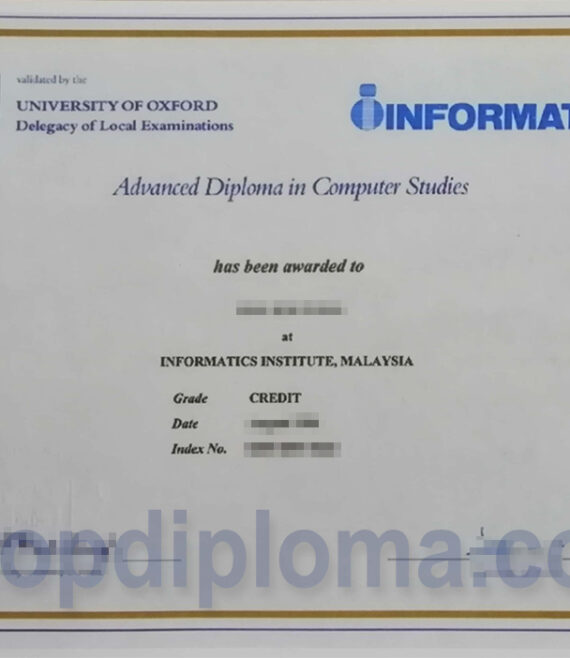 validated by the
UNIVERSITY OF OXFORD
Delegacy of Local Examinations
INFORMAT
Advanced Diploma in Computer Studies
has been awarded to
at
INFORMATICS INSTITUTE, MALAYSIA
Grade CREDIT
Date
Index No.
opdiploma.co